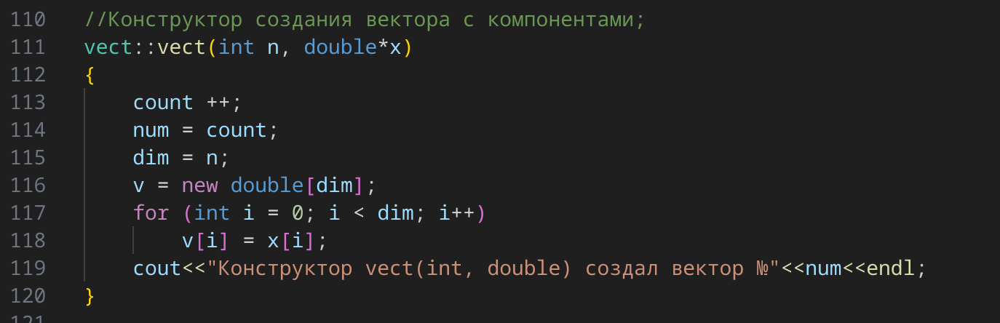 110 //Конструктор создания вектора с компонентами;
111 vect::vect(int n, double*x)
112 {
113     count ++;
114     num = count;
115     dim = n;
116     v = new double[dim];
117     for (int i = 0; i < dim; i++)
118         v[i] = x[i];
119     cout<<"Конструктор vect(int, double) создал вектор №"<<num<<endl;
120 }
121